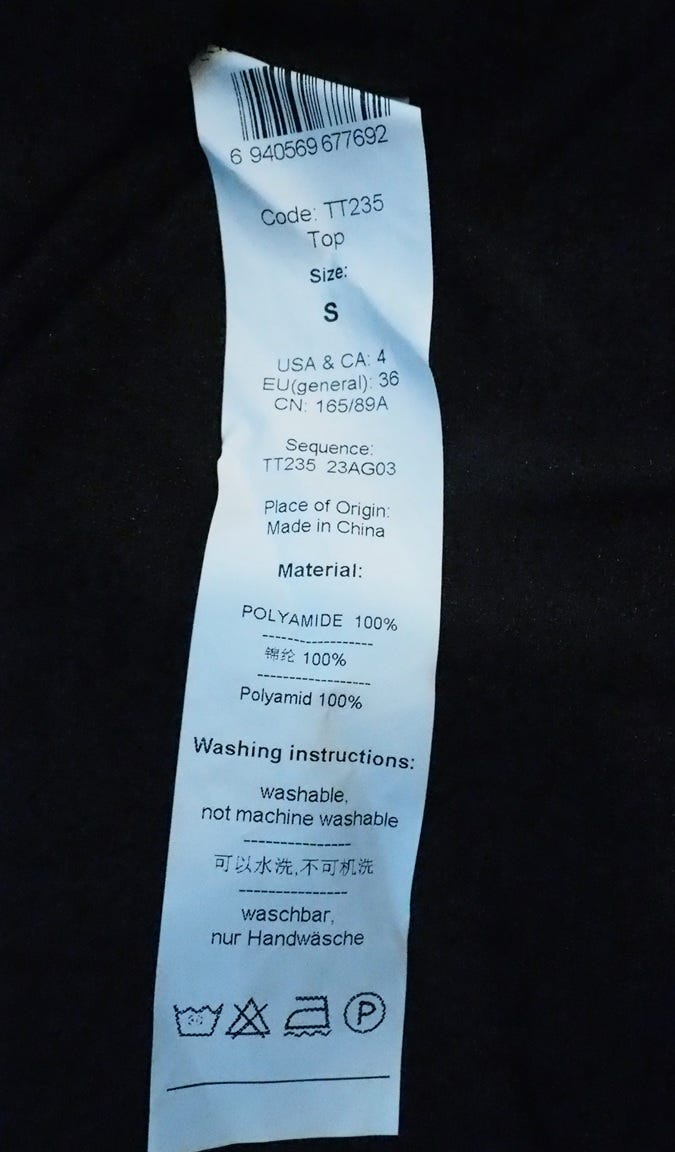 6 940569 677692
Code: TT235
Top
Size:
S
USA & CA: 4
EU(general): 36
CN: 165/89A
Sequence:
TT235 23AG03
Place of Origin:
Made in China
Material:
POLYAMIDE 100%
锦纶 100%
Polyamid 100%
Washing instructions:
washable,
not machine washable
可以水洗,不可机洗
waschbar,
nur Handwäsche
30
P